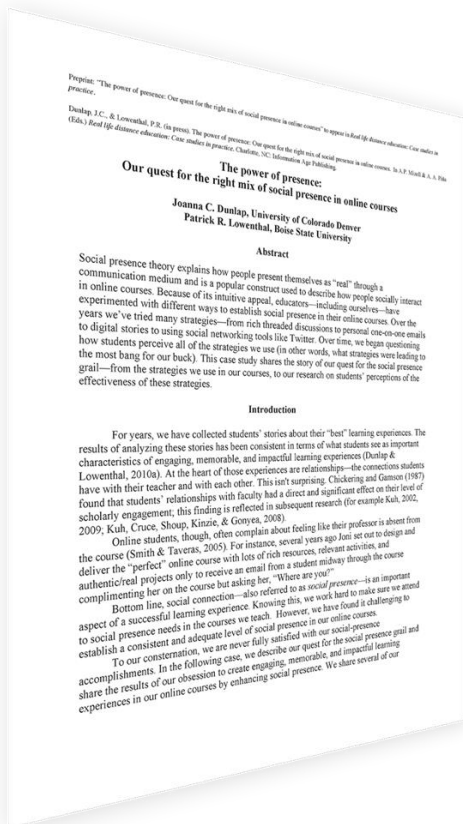 Preprint: "The power of presence: Our quest for the right mix of social presence in online courses" to appear in Real life distance education: Case studies in
practice.
Dunlap, J.C., & Lowenthal, P.R. (in press). The power of presence: Our quest for the right mix of social presence in online courses. In A.P. Mizell & A. A. Piña
(Eds.) Real life distance education: Case studies in practice. Charlotte, NC: Information Age Publishing.
The power of presence:
Our quest for the right mix of social presence in online courses
Joanna C. Dunlap, University of Colorado Denver
Patrick R. Lowenthal, Boise State University
Abstract
Social presence theory explains how people present themselves as "real" through a
communication medium and is a popular construct used to describe how people socially interact
in online courses. Because of its intuitive appeal, educators—including ourselves—have
experimented with different ways to establish social presence in their online courses. Over the
years we've tried many strategies—from rich threaded discussions to personal one-on-one emails
to digital stories to using social networking tools like Twitter. Over time, we began questioning
how students perceive all of the strategies we use (in other words, what strategies were leading to
the most bang for our buck). This case study shares the story of our quest for the social presence
grail—from the strategies we use in our courses, to our research on students' perceptions of the
effectiveness of these strategies.
Introduction
For years, we have collected students' stories about their "best" learning experiences. The
results of analyzing these stories has been consistent in terms of what students see as important
characteristics of engaging, memorable, and impactful learning experiences (Dunlap &
Lowenthal, 2010a). At the heart of those experiences are relationships—the connections students
have with their teacher and with each other. This isn't surprising. Chickering and Gamson (1987)
found that students' relationships with faculty had a direct and significant effect on their level of
scholarly engagement; this finding is reflected in subsequent research (for example Kuh, 2002,
2009; Kuh, Cruce, Shoup, Kinzie, & Gonyea, 2008).
Online students, though, often complain about feeling like their professor is absent from
the course (Smith & Taveras, 2005). For instance, several years ago Joni set out to design and
deliver the "perfect" online course with lots of rich resources, relevant activities, and
authentic/real projects only to receive an email from a student midway through the course
complimenting her on the course but asking her, "Where are you?"
Bottom line, social connection—also referred to as social presence—is an important
aspect of a successful learning experience. Knowing this, we work hard to make sure we attend
to social presence needs in the courses we teach. However, we have found it challenging to
establish a consistent and adequate level of social presence in our online courses.
To our consternation, we are never fully satisfied with our social-presence
accomplishments. In the following case, we describe our quest for the social presence grail and
share the results of our obsession to create engaging, memorable, and impactful learning
experiences in our online courses by enhancing social presence. We share several of our